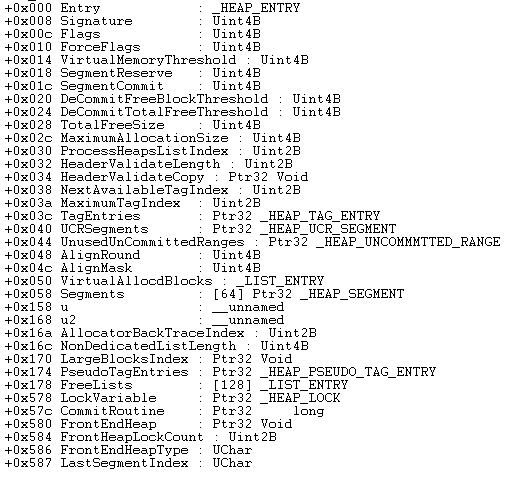 +0x000 Entry            : _HEAP_ENTRY
+0x008 Signature        : Uint4B
+0x00c Flags            : Uint4B
+0x010 ForceFlags       : Uint4B
+0x014 VirtualMemoryThreshold : Uint4B
+0x018 SegmentReserve   : Uint4B
+0x01c SegmentCommit    : Uint4B
+0x020 DeCommitFreeBlockThreshold : Uint4B
+0x024 DeCommitTotalFreeThreshold : Uint4B
+0x028 TotalFreeSize    : Uint4B
+0x02c MaximumAllocationSize : Uint4B
+0x030 ProcessHeapsListIndex : Uint2B
+0x032 HeaderValidateLength : Uint2B
+0x034 HeaderValidateCopy : Ptr32 Void
+0x038 NextAvailableTagIndex : Uint2B
+0x03a MaximumTagIndex  : Uint2B
+0x03c TagEntries       : Ptr32 _HEAP_TAG_ENTRY
+0x040 UCRSegments      : Ptr32 _HEAP_UCR_SEGMENT
+0x044 UnusedUnCommittedRanges : Ptr32 _HEAP_UNCOMMMTTED_RANGE
+0x048 AlignRound       : Uint4B
+0x04c AlignMask        : Uint4B
+0x050 VirtualAllocdBlocks : _LIST_ENTRY
+0x058 Segments         : [64] Ptr32 _HEAP_SEGMENT
+0x158 u                : __unnamed
+0x168 u2               : __unnamed
+0x16a AllocatorBackTraceIndex : Uint2B
+0x16c NonDedicatedListLength : Uint4B
+0x170 LargeBlocksIndex : Ptr32 Void
+0x174 PseudoTagEntries : Ptr32 _HEAP_PSEUDO_TAG_ENTRY
+0x178 FreeLists        : [128] _LIST_ENTRY
+0x578 LockVariable     : Ptr32 _HEAP_LOCK
+0x57c CommitRoutine    : Ptr32     long
+0x580 FrontEndHeap     : Ptr32 Void
+0x584 FrontHeapLockCount : Uint2B
+0x586 FrontEndHeapType : UChar
+0x587 LastSegmentIndex : UChar